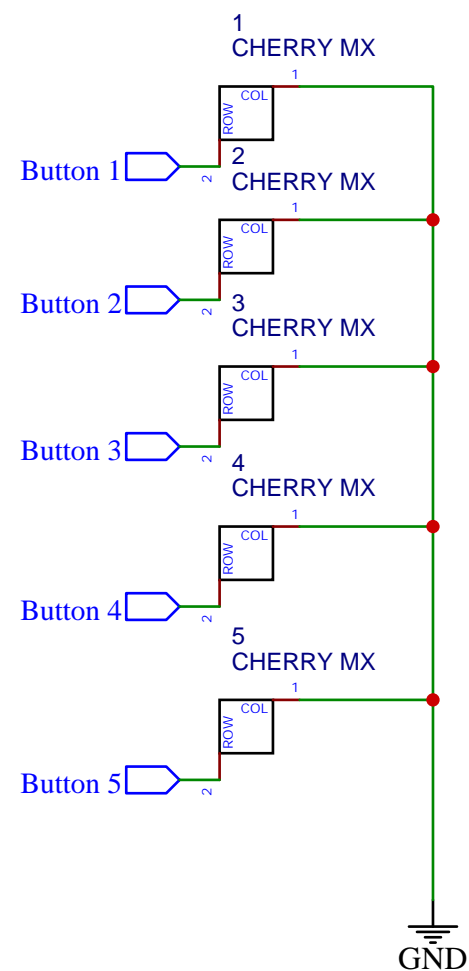 1
CHERRY MX
1
COL
ROW
Button 1
2
2
CHERRY MX
1
COL
ROW
Button 2
2
3
CHERRY MX
1
COL
ROW
Button 3
2
4
CHERRY MX
1
COL
ROW
Button 4
2
5
CHERRY MX
1
COL
ROW
Button 5
2
GND